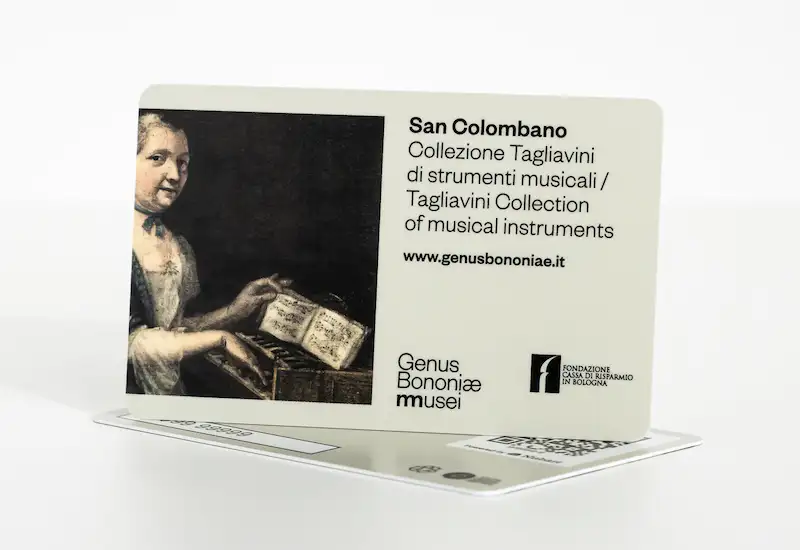 San Colombano
Collezione Tagliavini
di strumenti musicali /
Tagliavini Collection
of musical instruments
www.genusbononiae.it
Genus
Bononiæ
musei
FONDAZIONE
CASSA DI RISPARMIO
IN BOLOGNA
99999